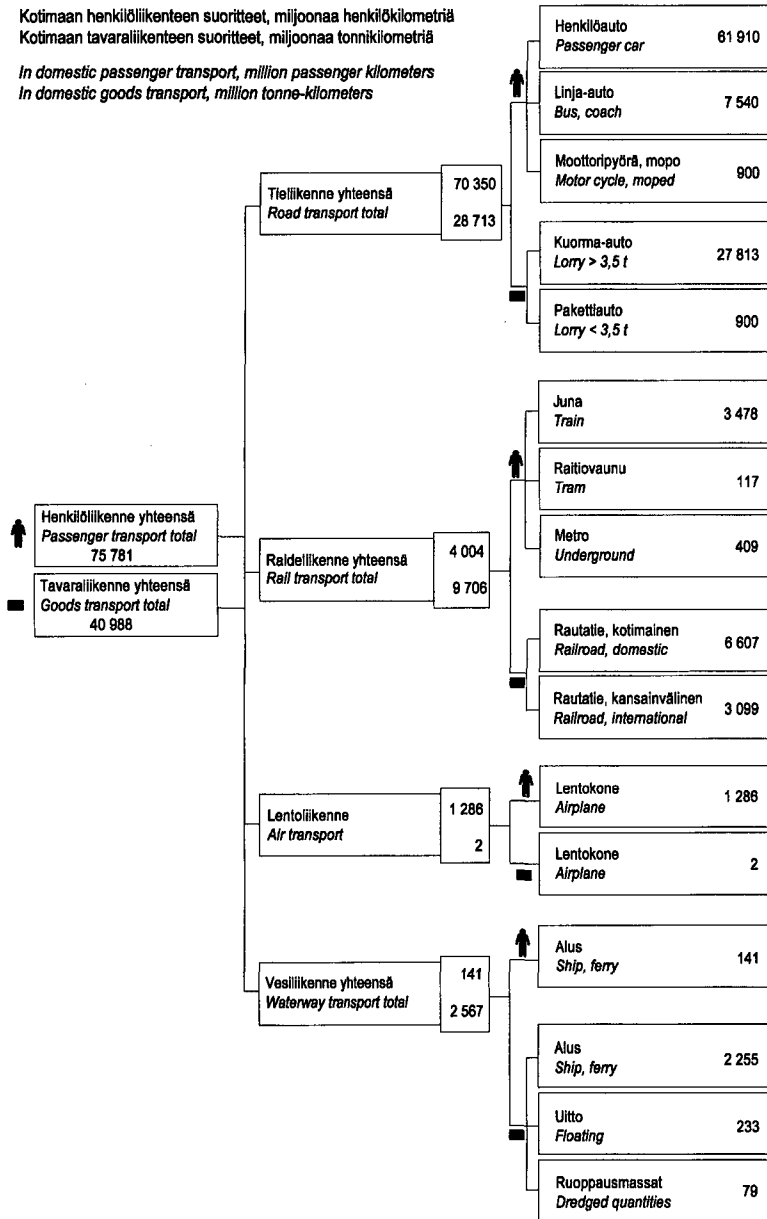 Kotimaan henkilöliikenteen suoritteet, miljoonaa henkilökilometriä
Kotimaan tavaraliikenteen suoritteet, miljoonaa tonnikilometriä
In domestic passenger transport, million passenger kilometers
In domestic goods transport, million tonne-kilometers
Henkilöliikenne yhteensä
Passenger transport total
75 781
Tavaraliikenne yhteensä
Goods transport total
40 988
Tieliikenne yhteensä
Road transport total
70 350
28 713
Henkilöauto
Passenger car
61 910
Linja-auto
Bus, coach
7 540
Moottoripyörä, mopo
Motor cycle, moped
900
Kuorma-auto
Lorry > 3,5 t
27 813
Pakettiauto
Lorry < 3,5 t
900
Raideliikenne yhteensä
Rail transport total
4 004
9 706
Juna
Train
3 478
Raitiovaunu
Tram
117
Metro
Underground
409
Rautatie, kotimainen
Railroad, domestic
6 607
Rautatie, kansainvälinen
Railroad, international
3 099
Lentoliikenne
Air transport
1 286
2
Lentokone
Airplane
1 286
Lentokone
Airplane
2
Vesiliikenne yhteensä
Waterway transport total
141
2 567
Alus
Ship, ferry
141
Alus
Ship, ferry
2 255
Uitto
Floating
233
Ruoppausmassat
Dredged quantities
79